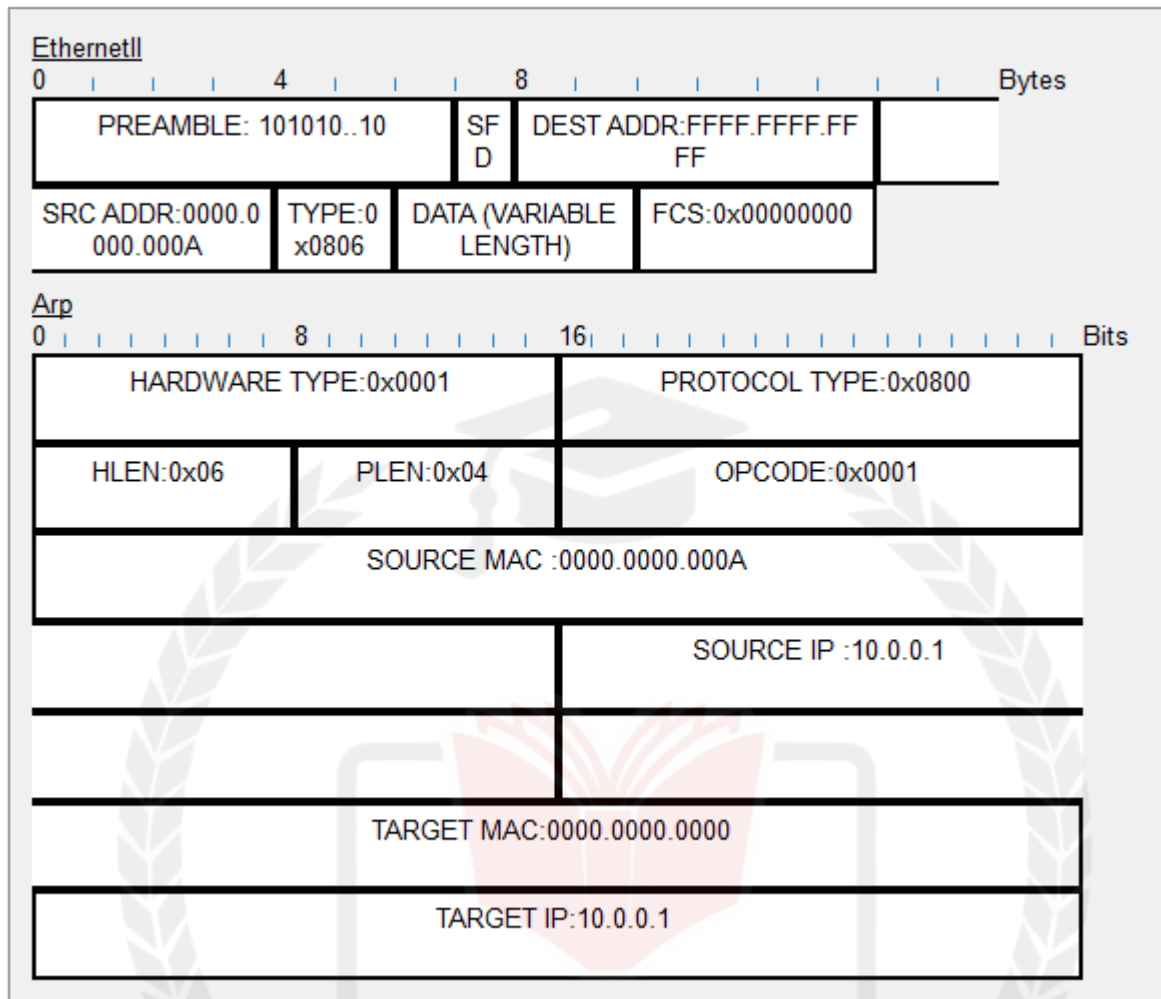 EthernetII
0 4 8 Bytes
PREAMBLE: 101010..10
SF
D
DEST ADDR:FFFF.FFFF.FF
FF
SRC ADDR:0000.0
000.000A
TYPE:0
x0806
DATA (VARIABLE
LENGTH)
FCS:0x00000000
Arp
0 8 16 Bits
HARDWARE TYPE:0x0001
PROTOCOL TYPE:0x0800
HLEN:0x06
PLEN:0x04
OPCODE:0x0001
SOURCE MAC :0000.0000.000A
SOURCE IP :10.0.0.1
TARGET MAC:0000.0000.0000
TARGET IP:10.0.0.1